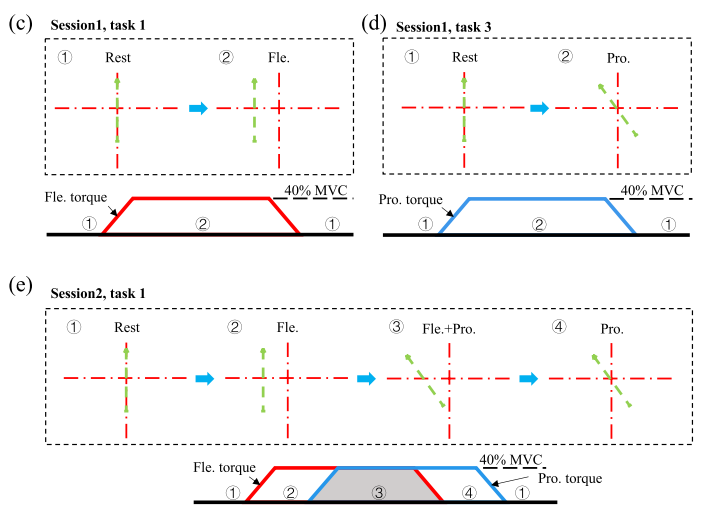 (c)
Session1, task 1
① Rest ② Fle.
Fle. torque 40% MVC
① ② ①
(d)
Session1, task 3
① Rest ② Pro.
Pro. torque 40% MVC
① ② ①
(e)
Session2, task 1
① Rest ② Fle. ③ Fle.+Pro. ④ Pro.
Fle. torque 40% MVC
Pro. torque
① ② ③ ④ ①